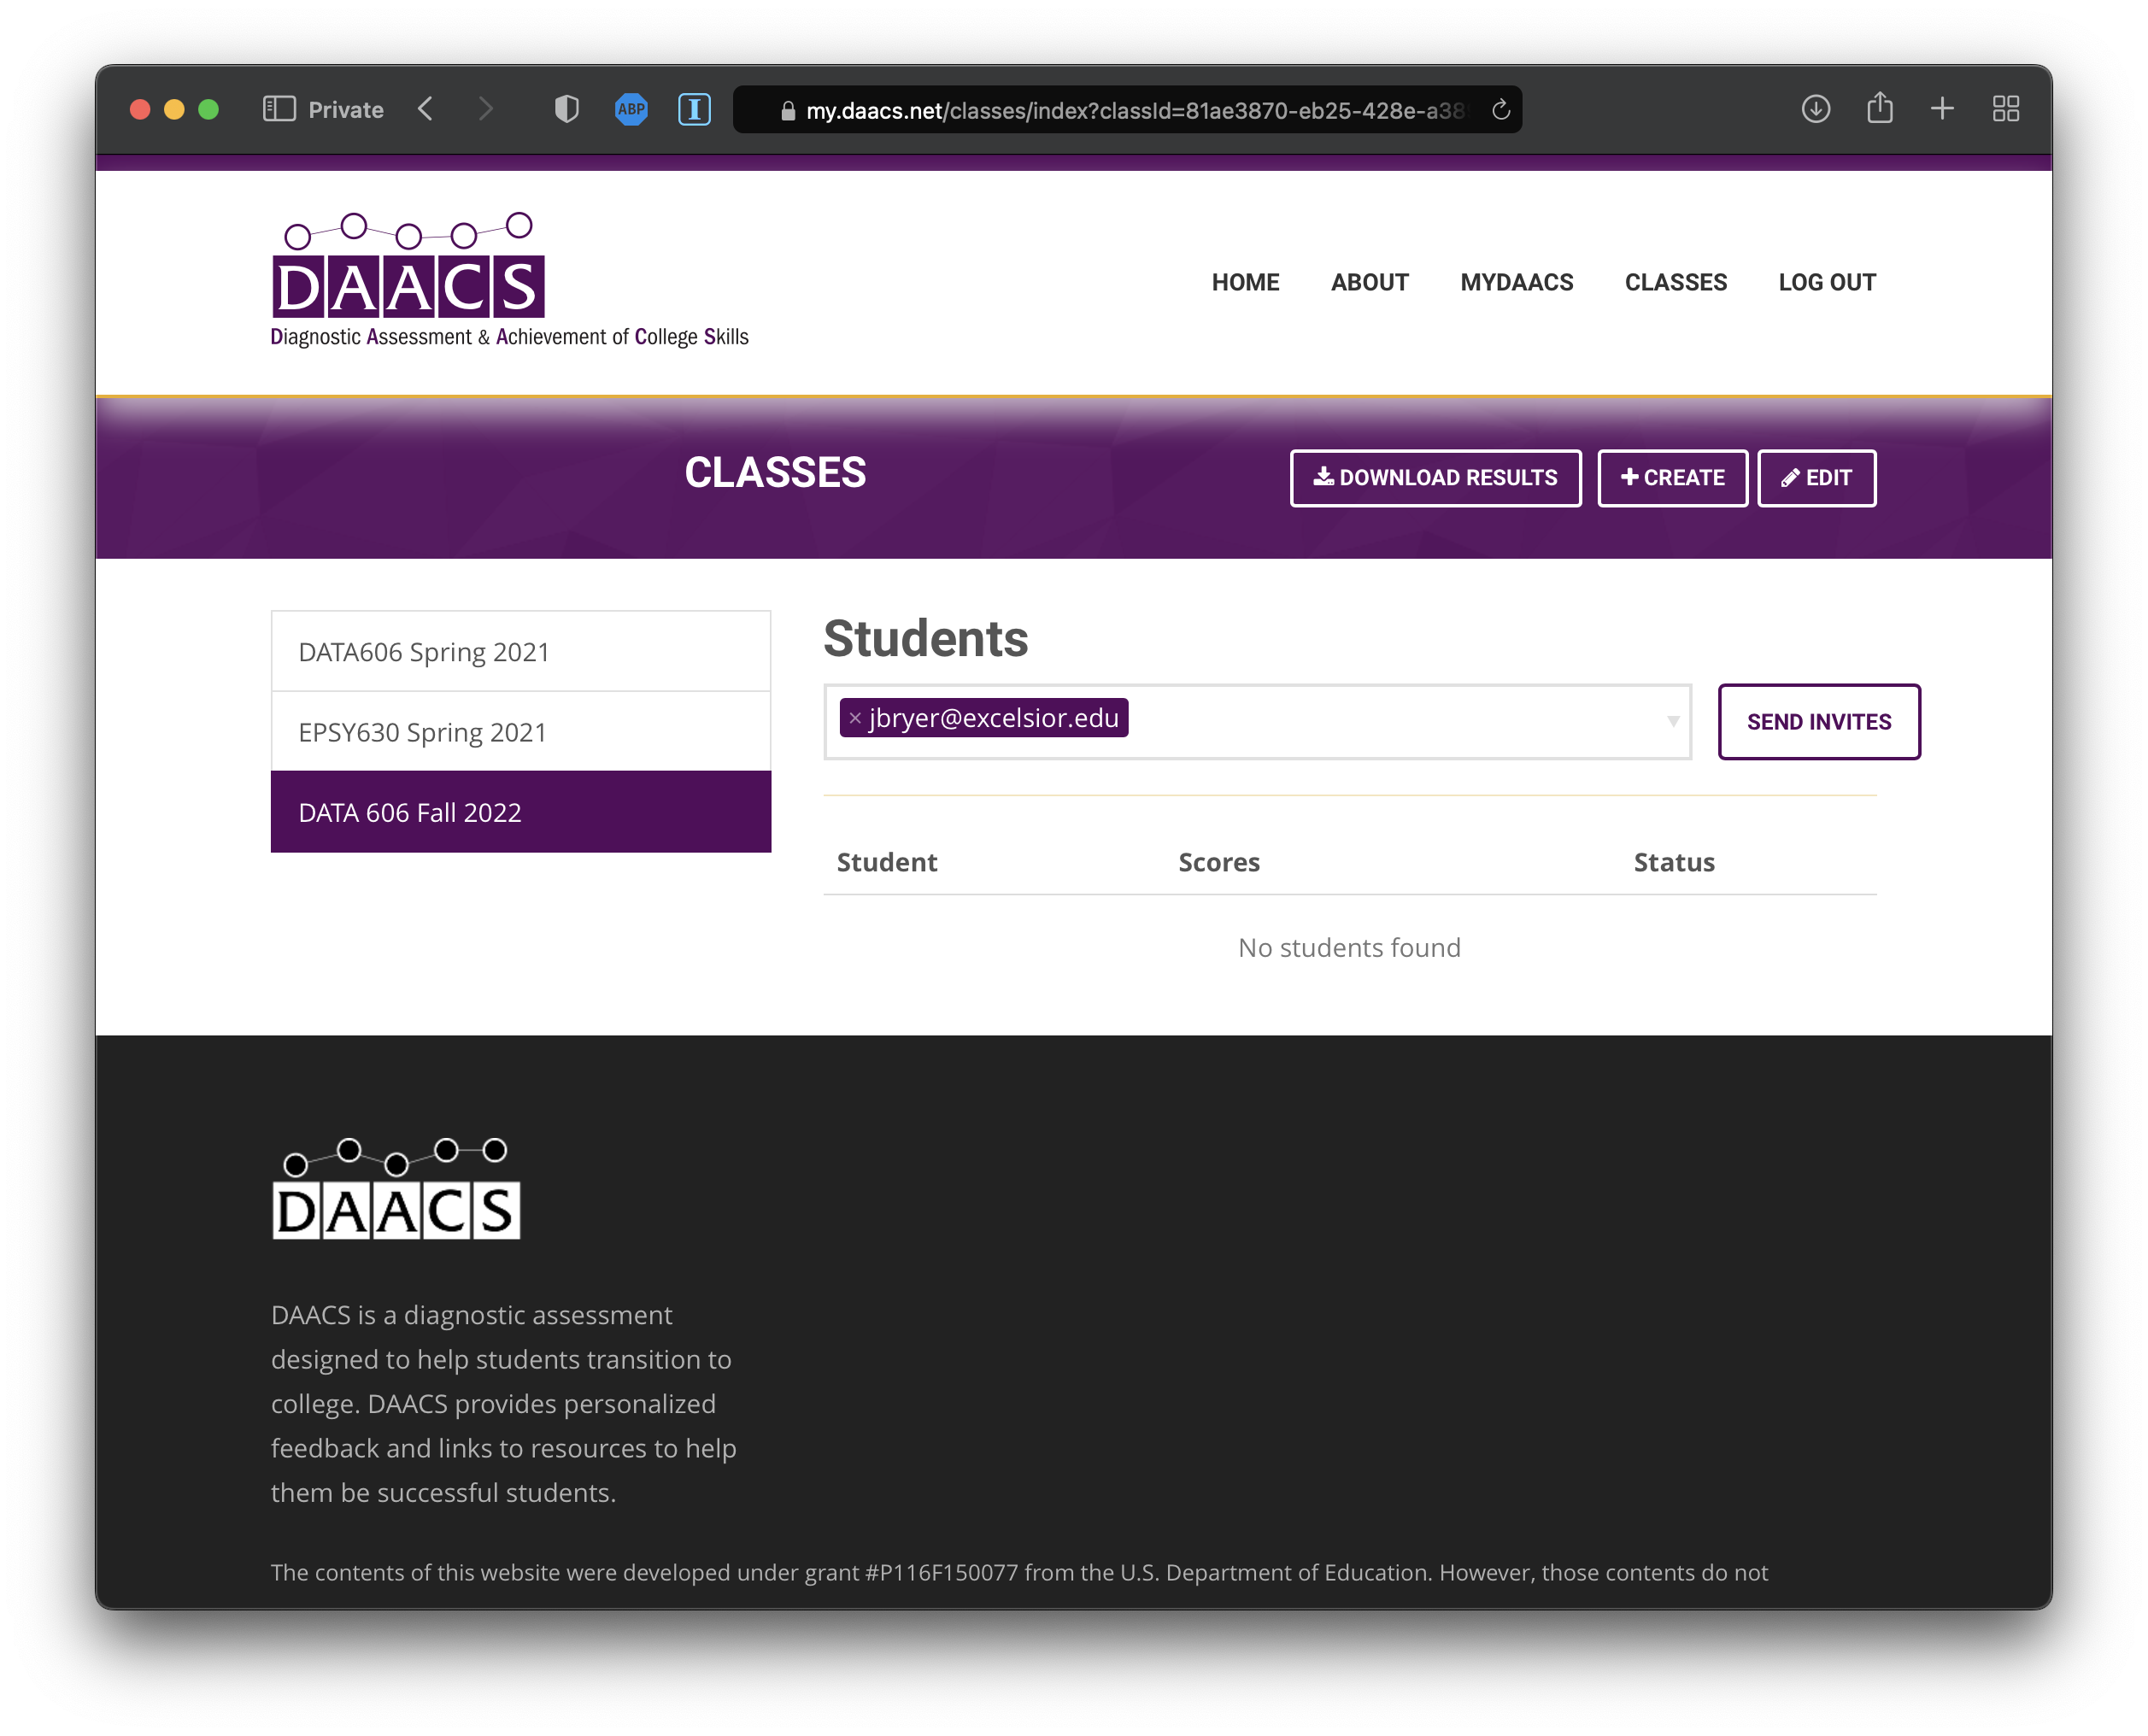 Private
ABP
my.daacs.net/classes/index?classId=81ae3870-eb25-428e-a38
DAACS
Diagnostic Assessment & Achievement of College Skills
HOME ABOUT MYDAACS CLASSES LOG OUT
CLASSES
DOWNLOAD RESULTS
CREATE
EDIT
DATA606 Spring 2021
EPSY630 Spring 2021
DATA 606 Fall 2022
Students
× jbryer@excelsior.edu
SEND INVITES
Student Scores Status
No students found
DAACS
DAACS is a diagnostic assessment
designed to help students transition to
college. DAACS provides personalized
feedback and links to resources to help
them be successful students.
The contents of this website were developed under grant #P116F150077 from the U.S. Department of Education. However, those contents do not